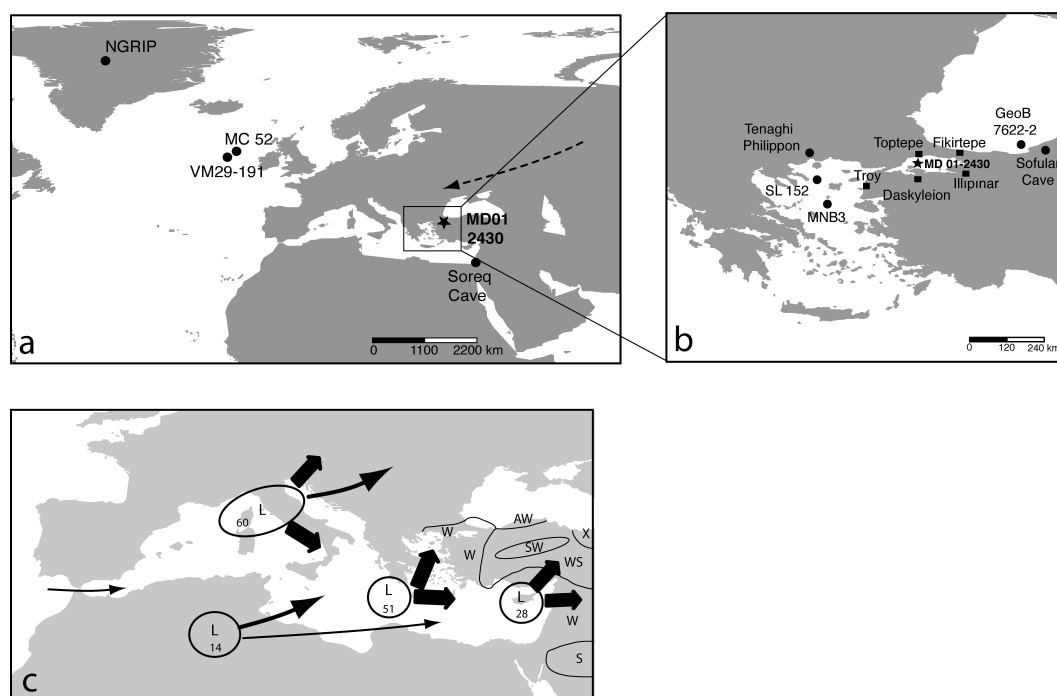 NGRIP
MC 52
VM29-191
MD01
2430
Soreq
Cave
a
0 1100 2200 km
GeoB
7622-2
Tenaghi
Philippon
Toptepe
Fikirtepe
MD 01-2430
Sofular
Cave
SL 152
Troy
Daskyleion
Illıpınar
MNB3
b
0 120 240 km
L
60
W
AW
X
W
SW
WS
L
51
L
28
W
L
14
S
c